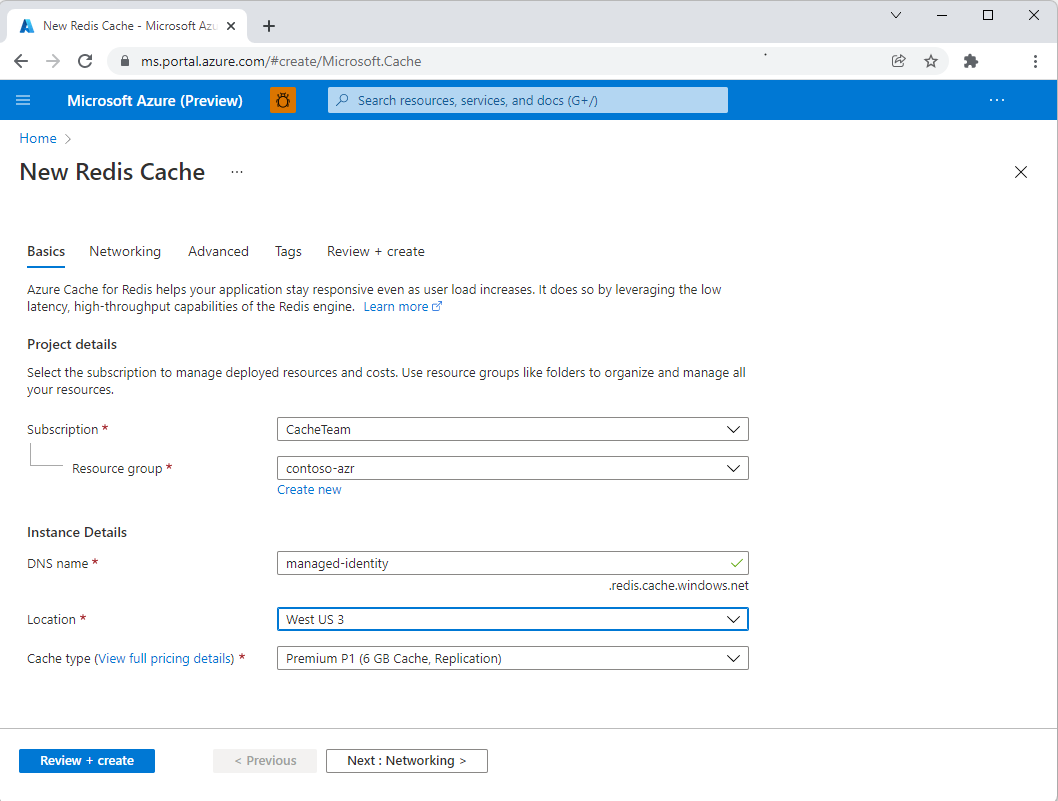 New Redis Cache - Microsoft Azu
ms.portal.azure.com/#create/Microsoft.Cache
Microsoft Azure (Preview)
Search resources, services, and docs (G+/)
Home
New Redis Cache
Basics Networking Advanced Tags Review + create
Azure Cache for Redis helps your application stay responsive even as user load increases. It does so by leveraging the low
latency, high-throughput capabilities of the Redis engine. Learn more
Project details
Select the subscription to manage deployed resources and costs. Use resource groups like folders to organize and manage all
your resources.
Subscription * CacheTeam
Resource group * contoso-azr
Create new
Instance Details
DNS name * managed-identity
.redis.cache.windows.net
Location * West US 3
Cache type (View full pricing details) * Premium P1 (6 GB Cache, Replication)
Review + create < Previous Next : Networking >